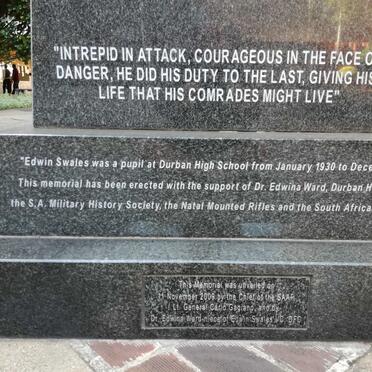 "INTREPID IN ATTACK, COURAGEOUS IN THE FACE O
DANGER, HE DID HIS DUTY TO THE LAST, GIVING HIS
LIFE THAT HIS COMRADES MIGHT LIVE"
"Edwin Swales was a pupil at Durban High School from January 1930 to Dece
This memorial has been erected with the support of Dr. Edwina Ward, Durban H
the S.A. Military History Society, the Natal Mounted Rifles and the South Africa
This Memorial was unveiled on
11 November 2009 by the Chief of the SAAF,
Lt. General Carlo Gagiano, and by
Dr. Edwina Ward niece of Edwin Swales VC. DFC